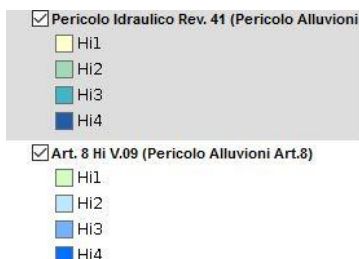 Pericolo Idraulico Rev. 41 (Pericolo Alluvioni
Hi1
Hi2
Hi3
Hi4
Art. 8 Hi V.09 (Pericolo Alluvioni Art.8)
Hi1
Hi2
Hi3
Hi4